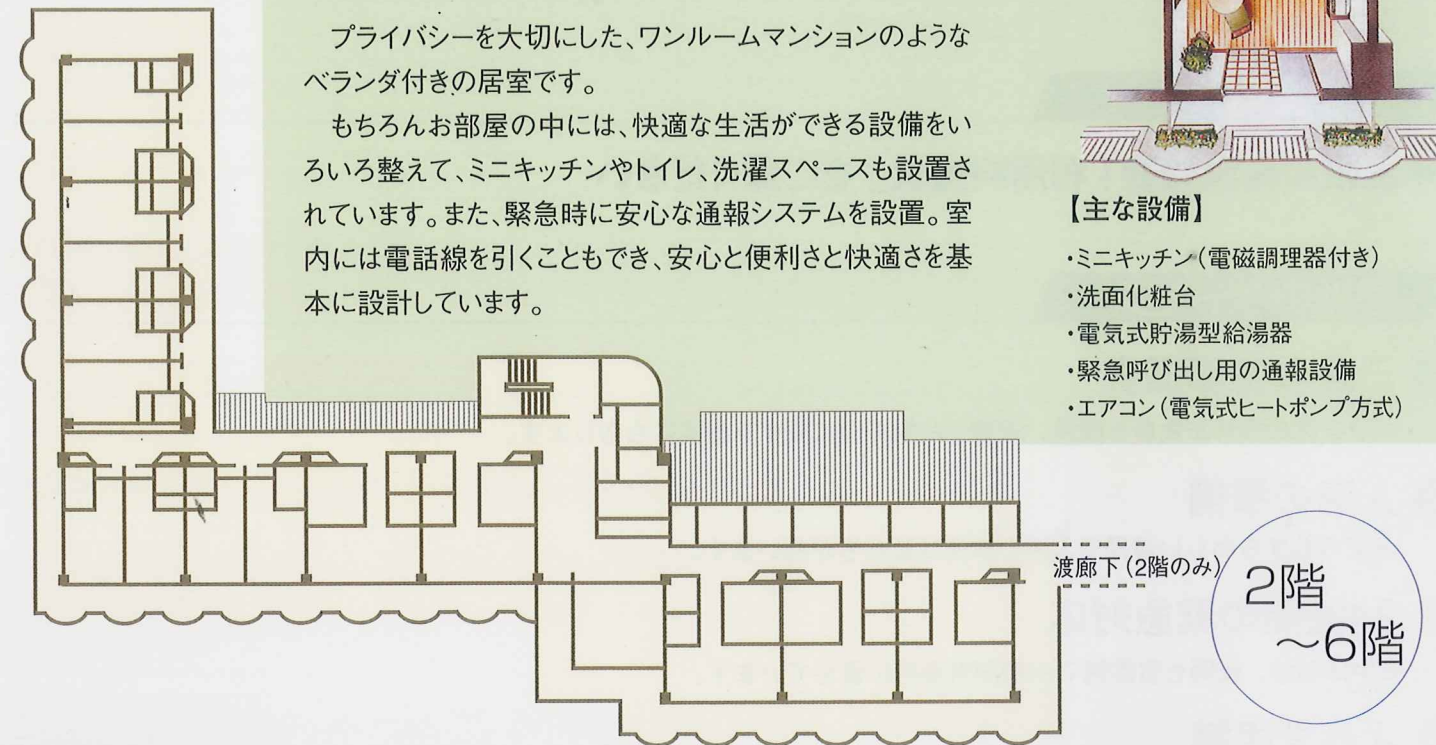 プライバシーを大切にした、ワンルームマンションのような
ベランダ付きの居室です。
もちろんお部屋の中には、快適な生活ができる設備をい
ろいろ整えて、ミニキッチンやトイレ、洗濯スペースも設置さ
れています。また、緊急時に安心な通報システムを設置。室
内には電話線を引くこともでき、安心と便利さと快適さを基
本に設計しています。
【主な設備】
・ミニキッチン(電磁調理器付き)
・洗面化粧台
・電気式貯湯型給湯器
・緊急呼び出し用の通報設備
・エアコン(電気式ヒートポンプ方式)
渡廊下(2階のみ)
2階
～6階